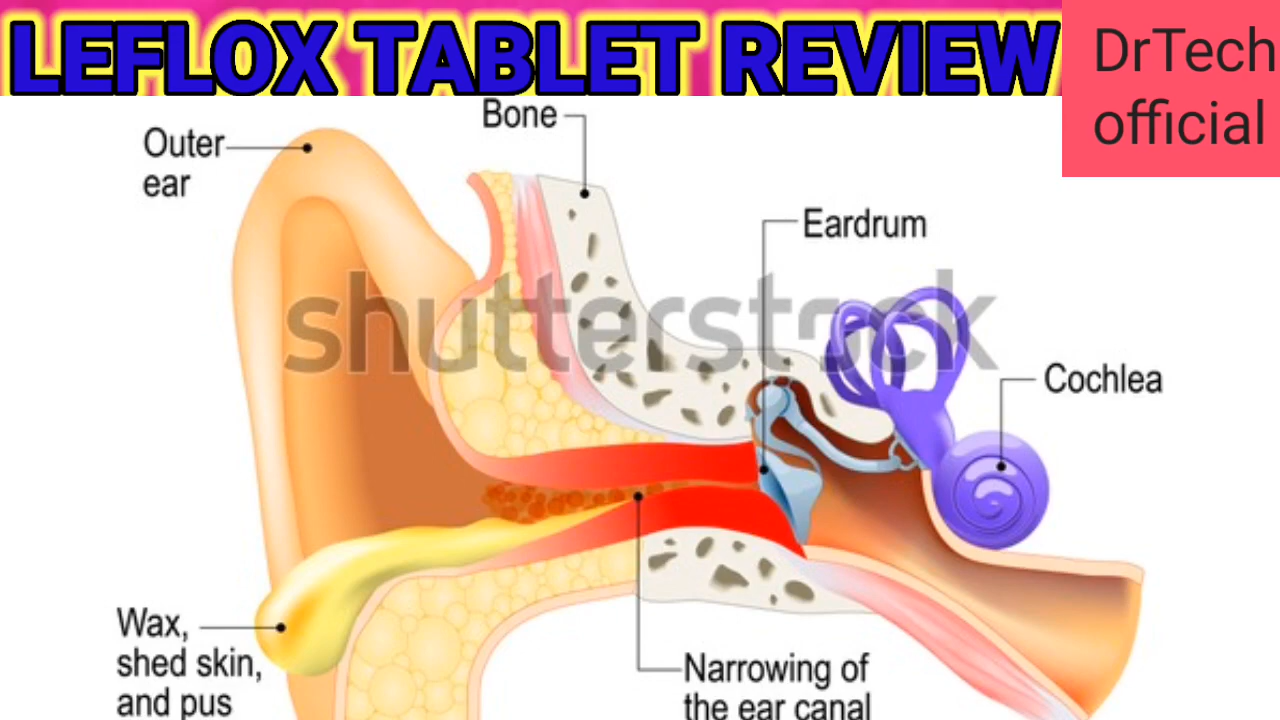 LEFLOX TABLET REVIEW
DrTech
official
Bone
Outer
ear
Eardrum
shutterstock
Cochlea
Wax,
shed skin,
and pus
Narrowing of
the ear canal